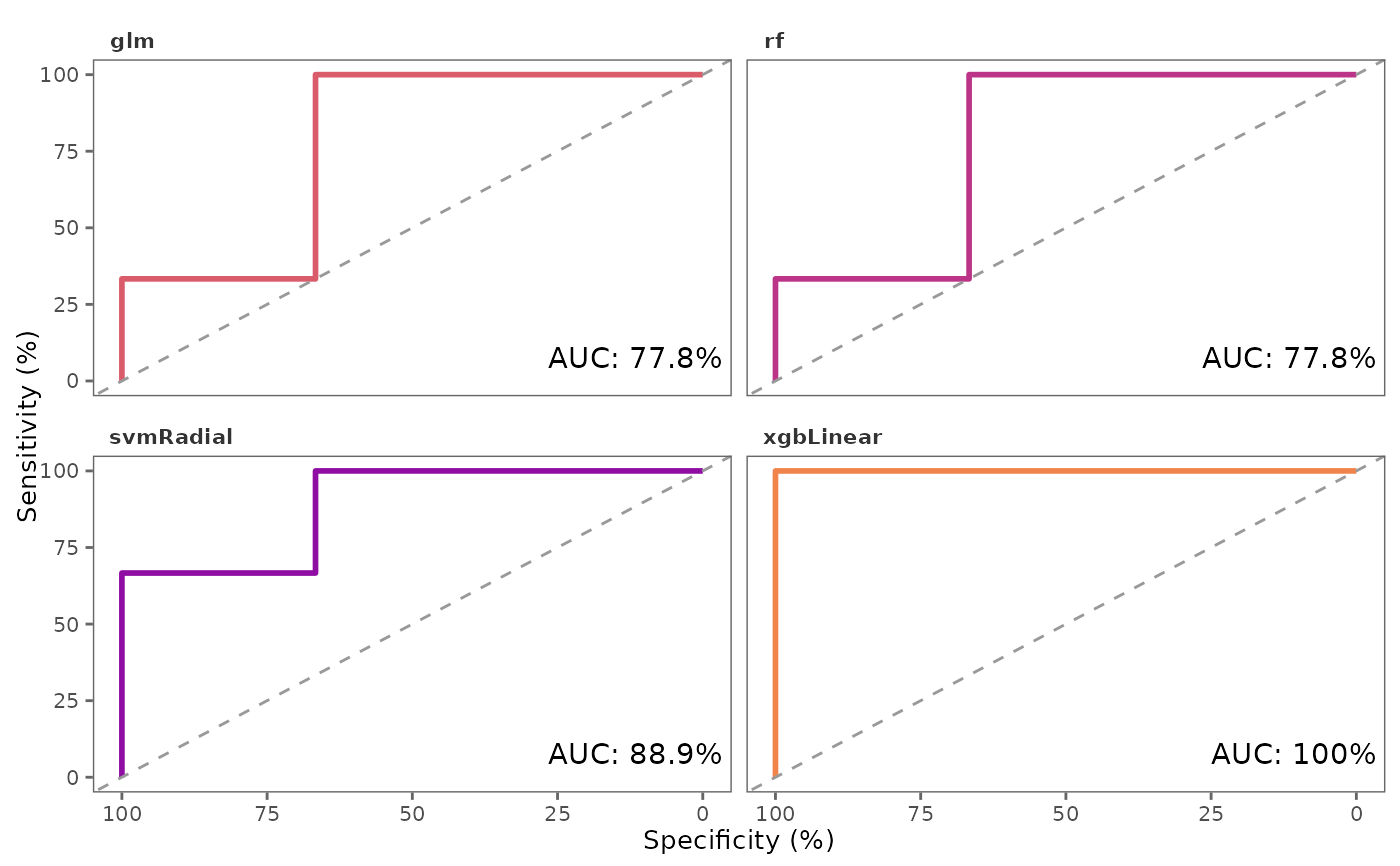 glm
rf
100
75
50
25
0
AUC: 77.8%
AUC: 77.8%
Sensitivity (%)
svmRadial
xgbLinear
100
75
50
25
0
AUC: 88.9%
AUC: 100%
100 75 50 25 0 100 75 50 25 0
Specificity (%)